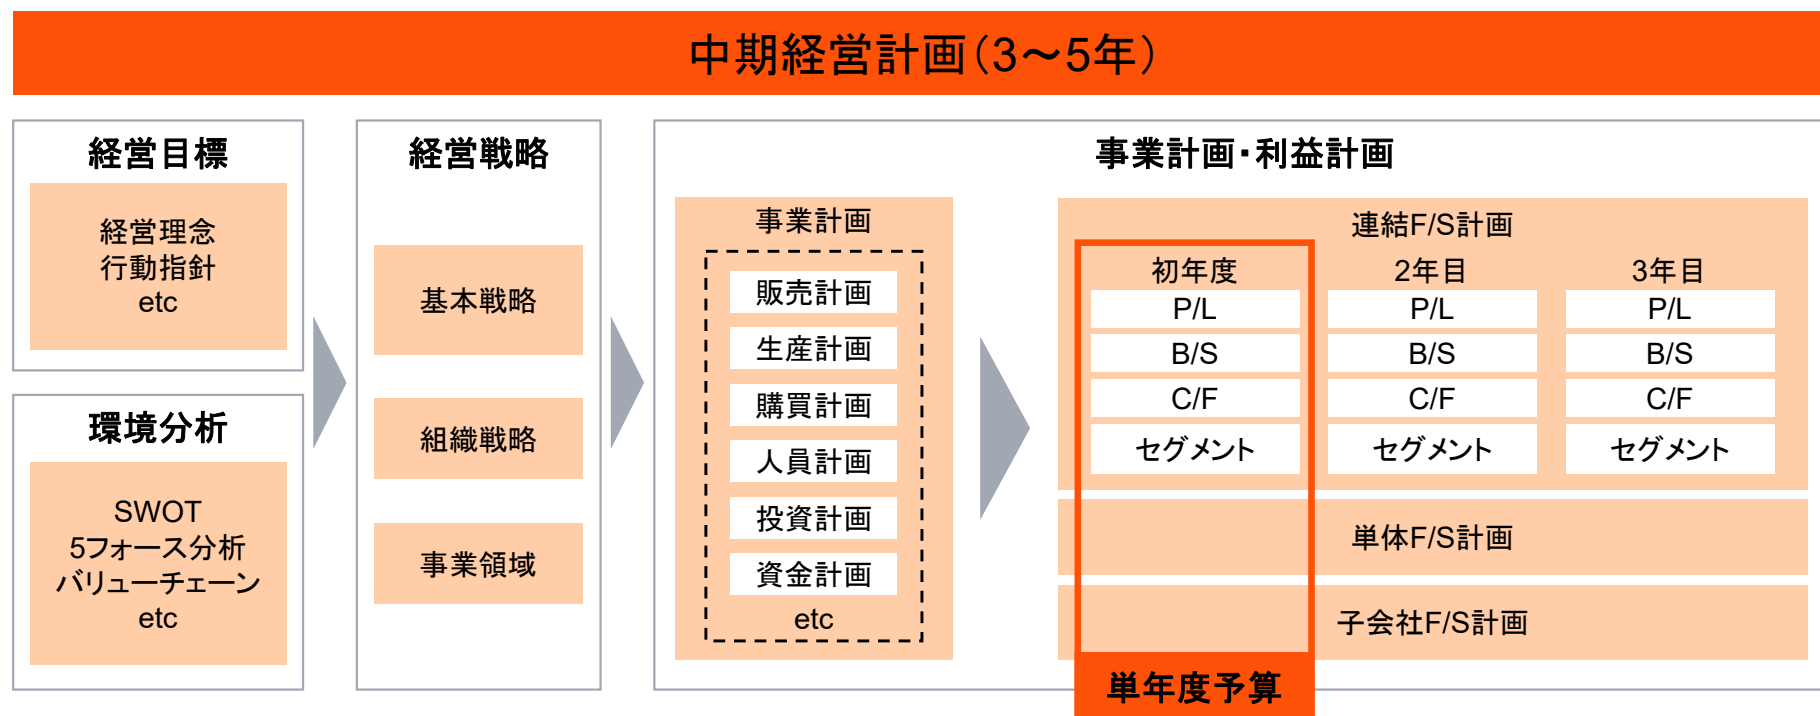 中期経営計画(3～5年)
経営目標
経営理念
行動指針
etc
環境分析
SWOT
5フォース分析
バリューチェーン
etc
経営戦略
基本戦略
組織戦略
事業領域
事業計画・利益計画
事業計画
販売計画
生産計画
購買計画
人員計画
投資計画
資金計画
etc
連結F/S計画
初年度
P/L
B/S
C/F
セグメント
2年目
P/L
B/S
C/F
セグメント
3年目
P/L
B/S
C/F
セグメント
単体F/S計画
子会社F/S計画
単年度予算